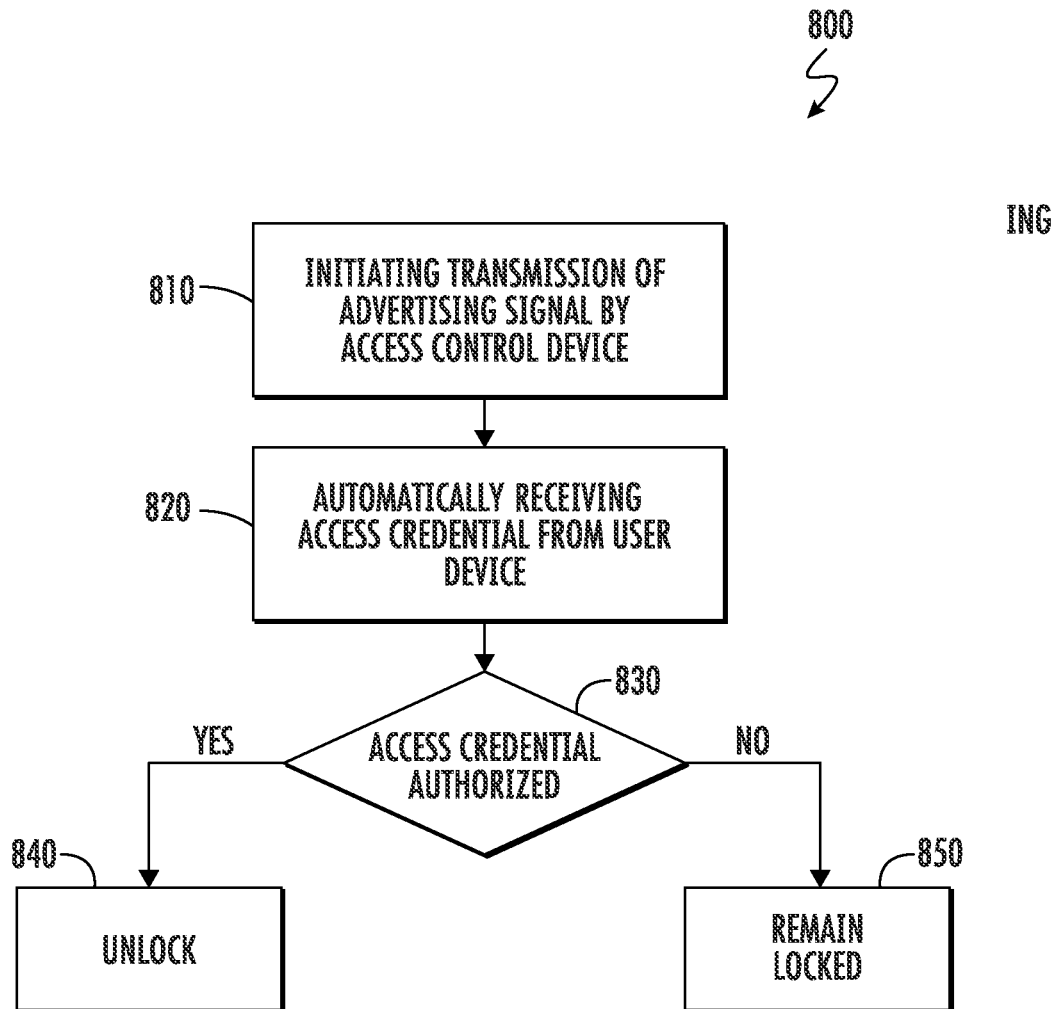 800
ING
810
INITIATING TRANSMISSION OF
ADVERTISING SIGNAL BY
ACCESS CONTROL DEVICE
820
AUTOMATICALLY RECEIVING
ACCESS CREDENTIAL FROM USER
DEVICE
830
YES
ACCESS CREDENTIAL
AUTHORIZED
NO
840
UNLOCK
850
REMAIN
LOCKED